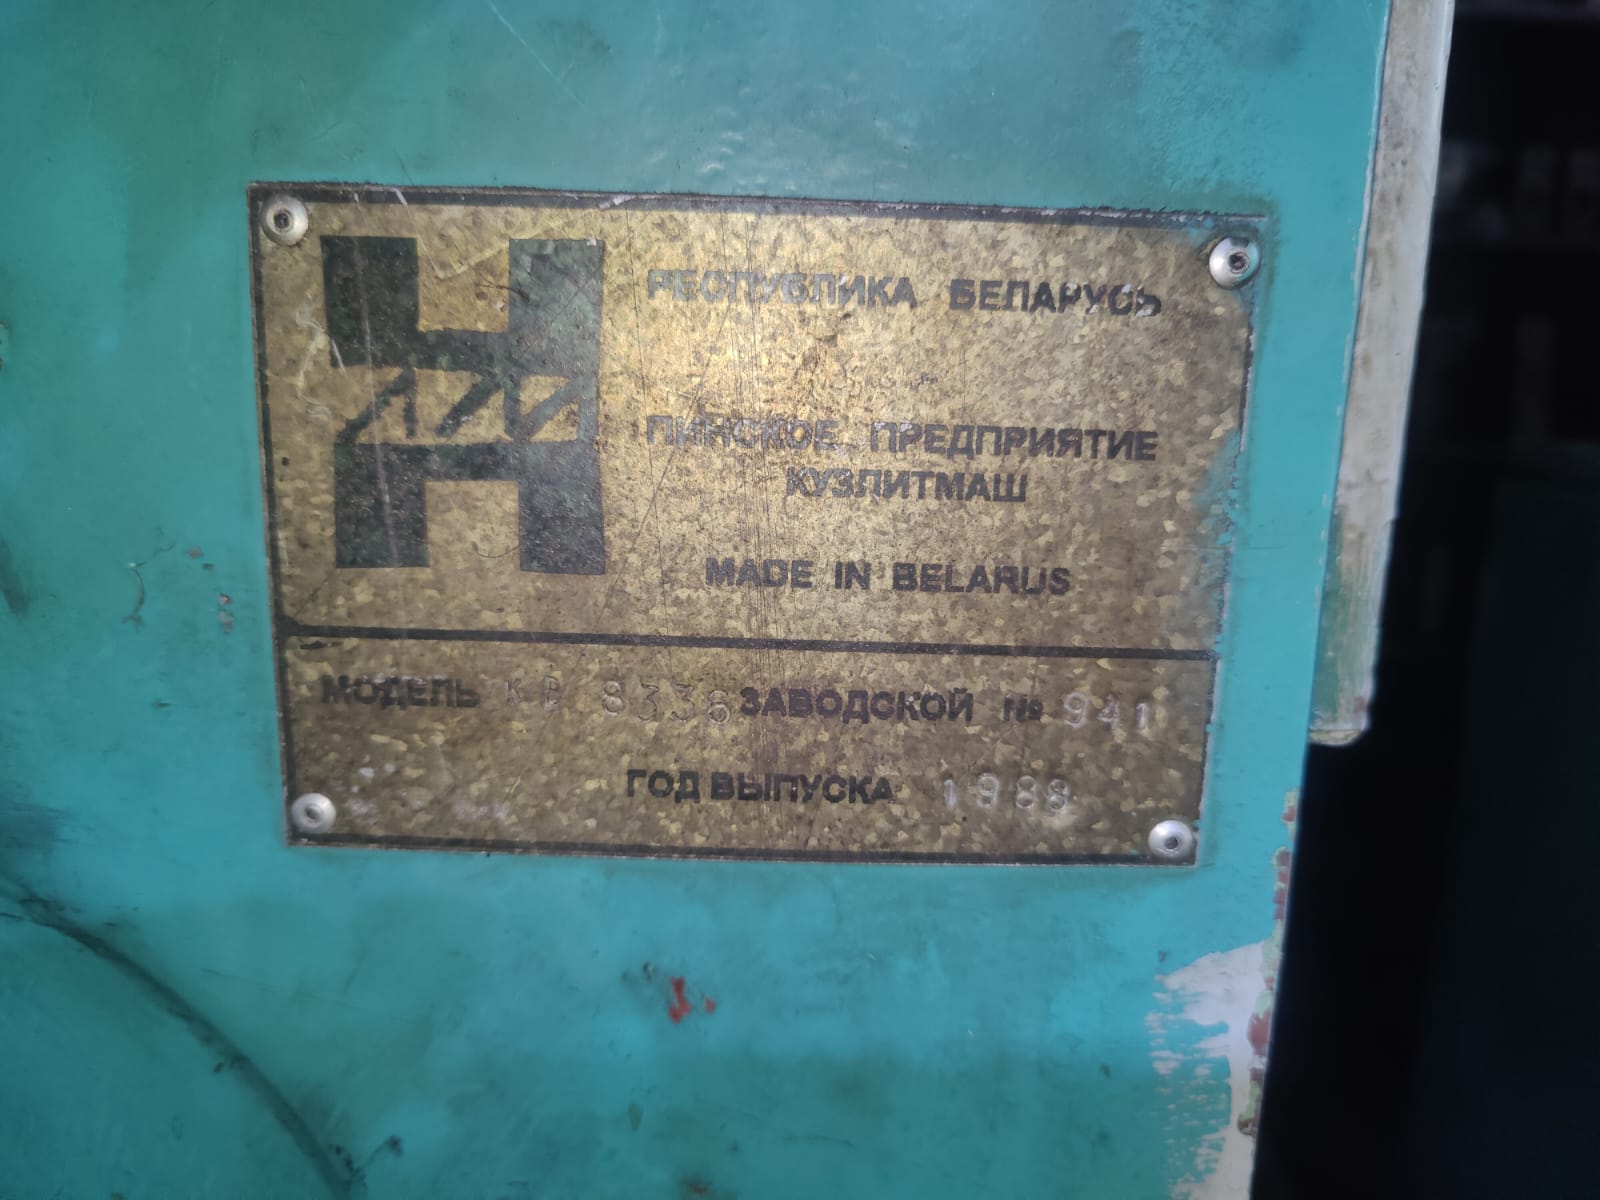 РЕСПУБЛИКА БЕЛАРУСЬ
ПИНСКОЕ ПРЕДПРИЯТИЕ
КУЗЛИТМАШ
MADE IN BELARUS
МОДЕЛЬ КВ 8336 ЗАВОДСКОЙ № 941
ГОД ВЫПУСКА 1988